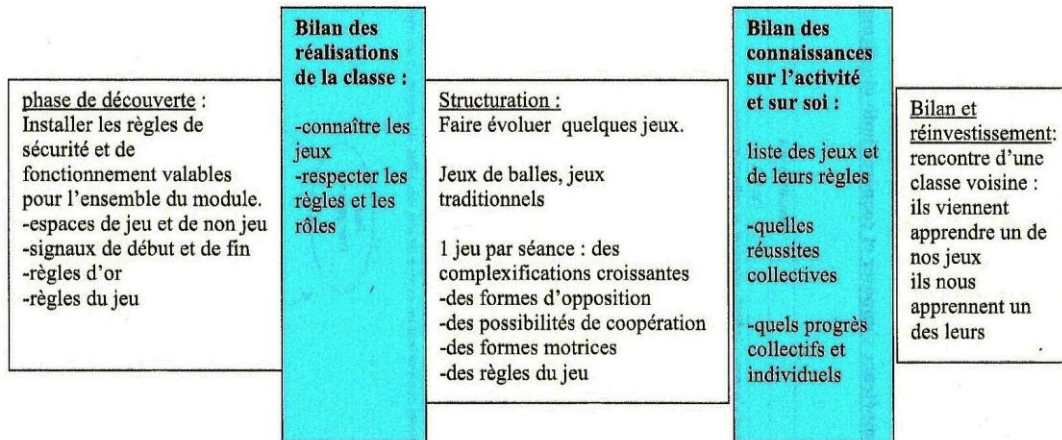 phase de découverte :
Installer les règles de
sécurité et de
fonctionnement valables
pour l'ensemble du module.
-espaces de jeu et de non jeu
-signaux de début et de fin
-règles d'or
-règles du jeu
Bilan des
réalisations
de la classe :
-connaître les
jeux
-respecter les
règles et les
rôles
Structuration :
Faire évoluer quelques jeux.
Jeux de balles, jeux
traditionnels
1 jeu par séance : des
complexifications croissantes
-des formes d'opposition
-des possibilités de coopération
-des formes motrices
-des règles du jeu
Bilan des
connaissances
sur l'activité
et sur soi :
liste des jeux et
de leurs règles
-quelles
réussites
collectives
-quels progrès
collectifs et
individuels
Bilan et
réinvestissement:
rencontre d'une
classe voisine :
ils viennent
apprendre un de
nos jeux
ils nous
apprennent un
des leurs